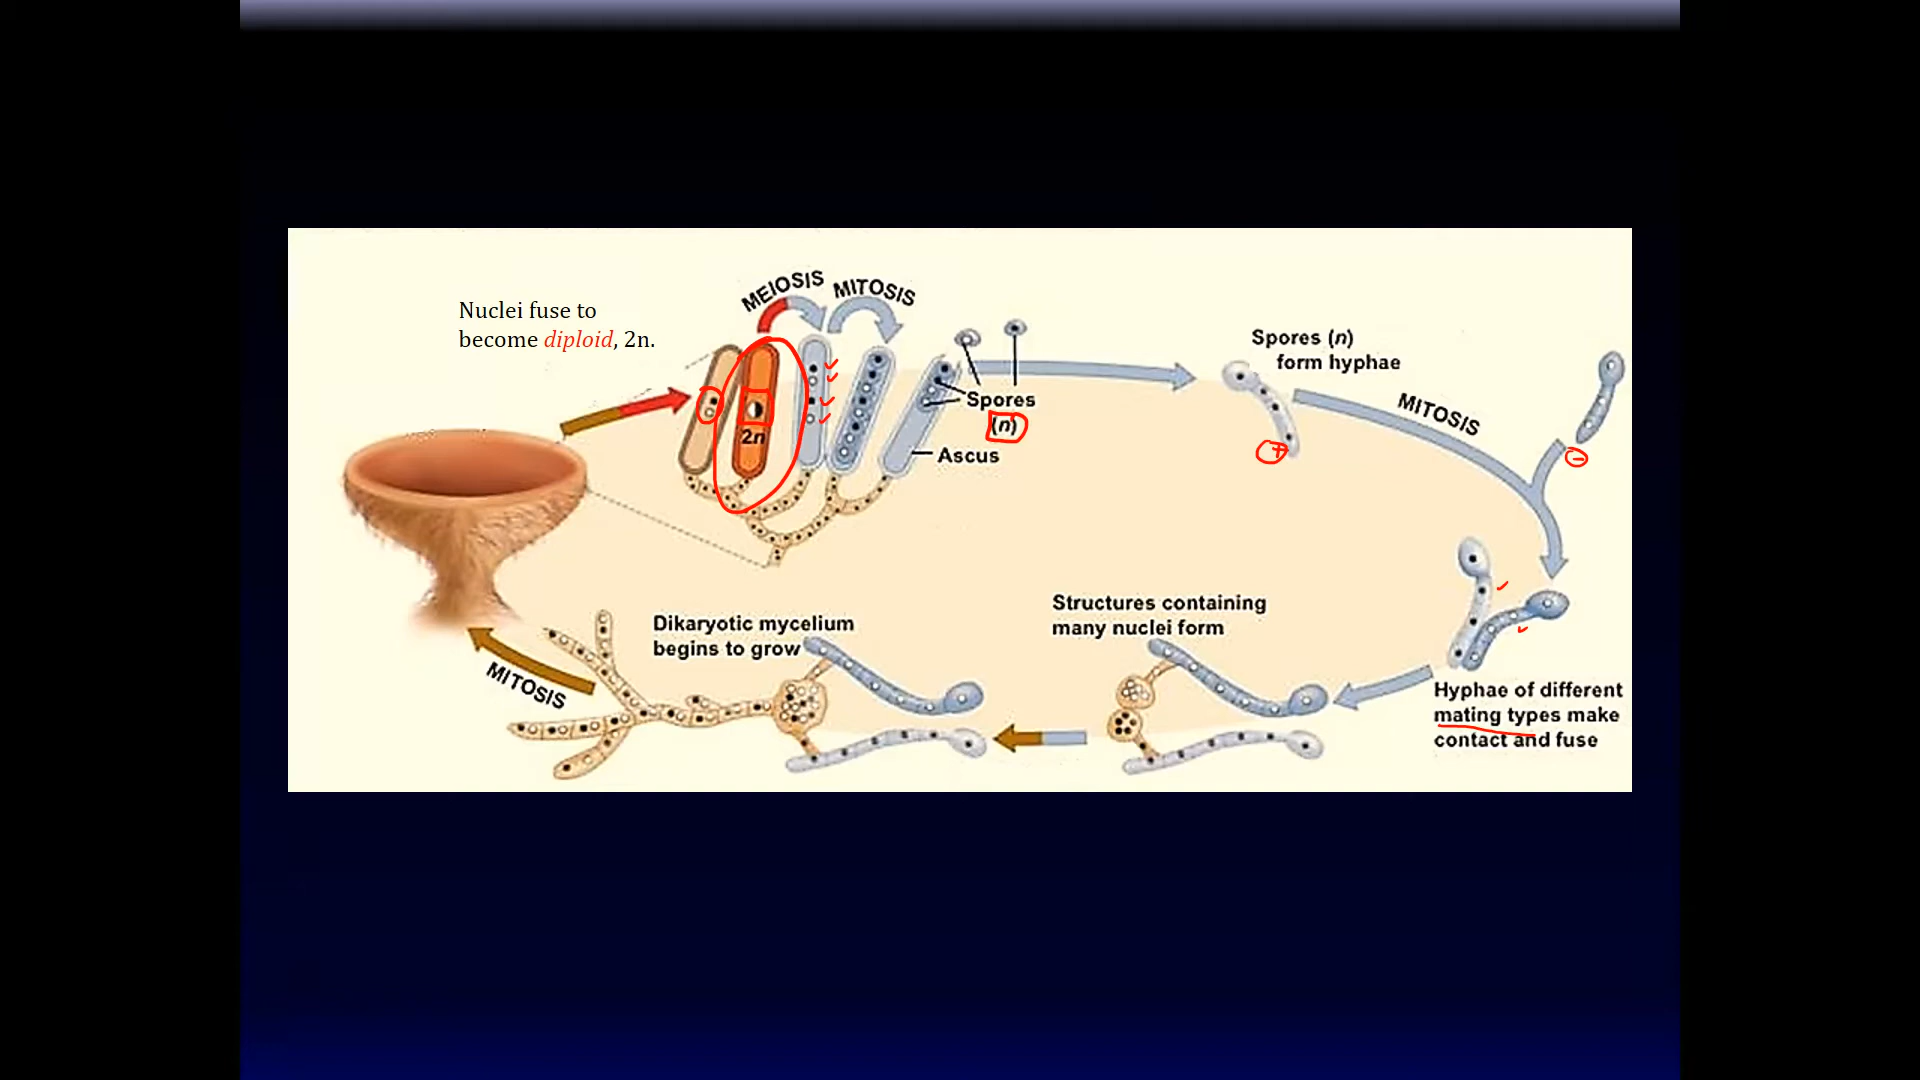 Nuclei fuse to
become diploid, 2n.
MEIOSIS
MITOSIS
2n
Spores
(n)
Ascus
Spores (n)
form hyphae
+
MITOSIS
-
Hyphae of different
mating types make
contact and fuse
Structures containing
many nuclei form
Dikaryotic mycelium
begins to grow
MITOSIS